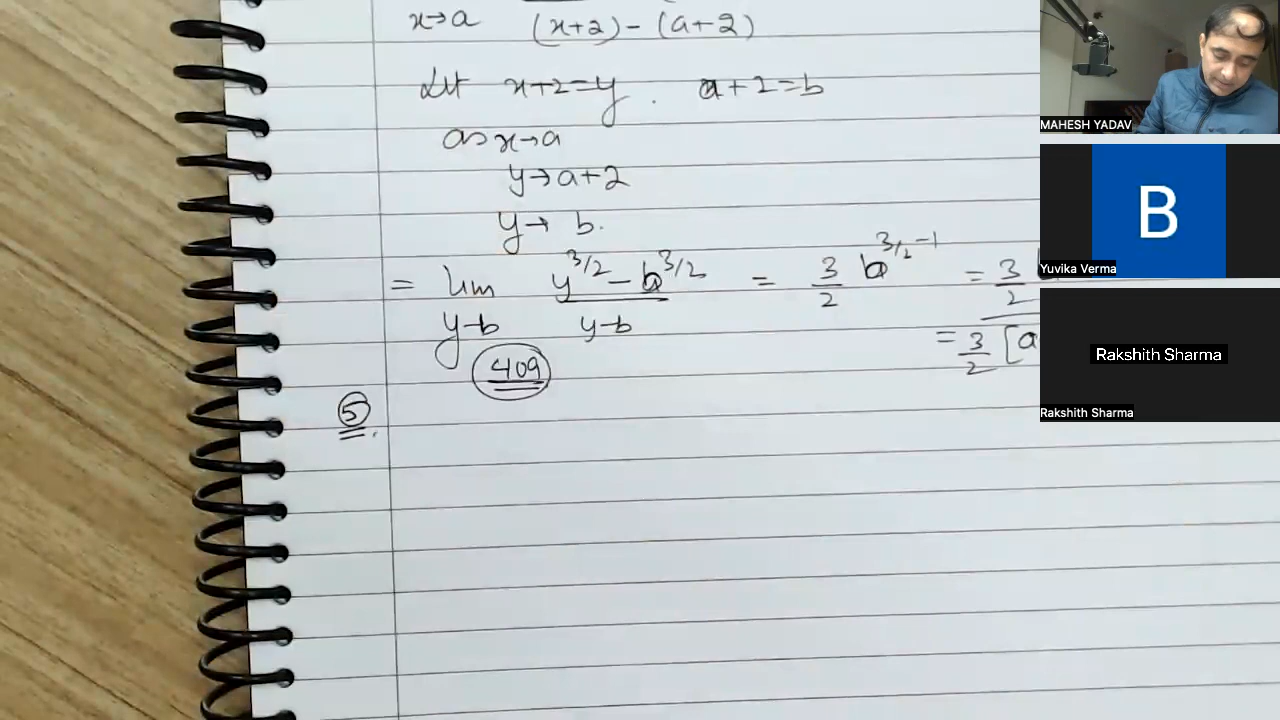 x→a (x+2)-(a+2)
Let x+2=y . a+2=b
as x→a
y→a+2
y→ b.
= lim y^3/2 - b^3/2 = 3/2 b^3/2-1 = 3/2
y-b y-b
= 3/2 [a
409
5
MAHESH YADAV
B
Yuvika Verma
Rakshith Sharma
Rakshith Sharma